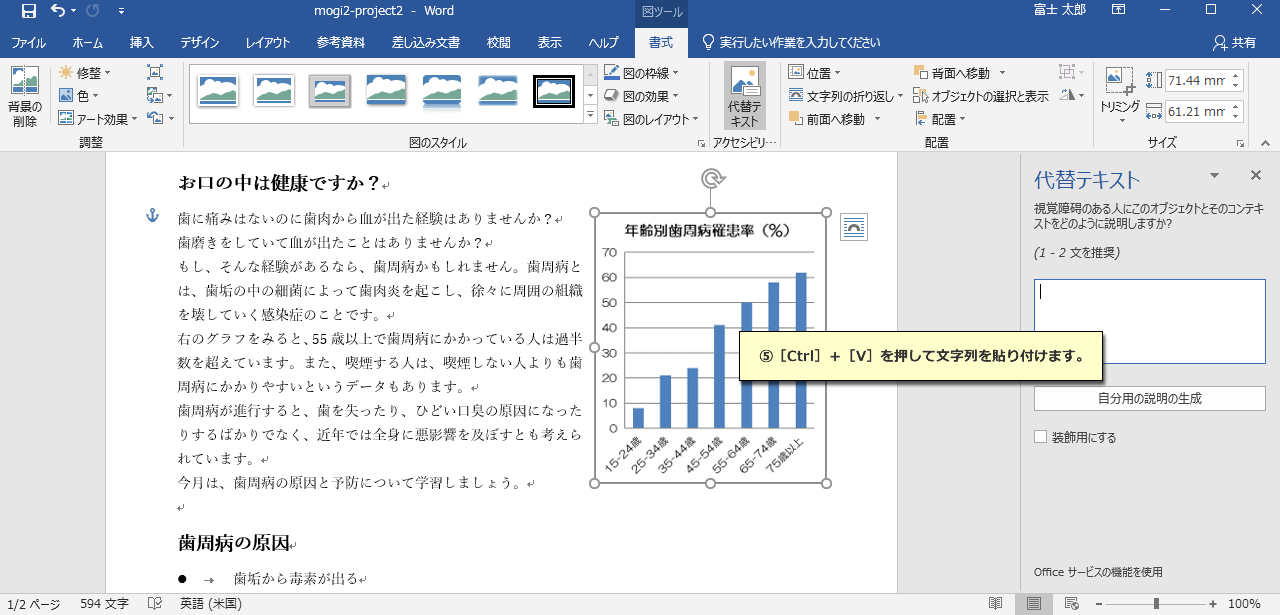 mogi2-project2 - Word
図ツール
富士 太郎
ファイル ホーム 挿入 デザイン レイアウト 参考資料 差し込み文書 校閲 表示 ヘルプ 書式 実行したい作業を入力してください 共有
背景の
削除
修整
色
アート効果
調整
図のスタイル
図の枠線
図の効果
図のレイアウト
代替テ
キスト
アクセシビリ…
位置
文字列の折り返し
前面へ移動
背面へ移動
オブジェクトの選択と表示
配置
配置
トリミング
71.44 mm
61.21 mm
サイズ
お口の中は健康ですか？
歯に痛みはないのに歯肉から血が出た経験はありませんか？
歯磨きをしていて血が出たことはありませんか？
もし、そんな経験があるなら、歯周病かもしれません。歯周病と
は、歯垢の中の細菌によって歯肉炎を起こし、徐々に周囲の組織
を壊していく感染症のことです。
右のグラフをみると、55 歳以上で歯周病にかかっている人は過半
数を超えています。また、喫煙する人は、喫煙しない人よりも歯
周病にかかりやすいというデータもあります。
歯周病が進行すると、歯を失ったり、ひどい口臭の原因になった
りするばかりでなく、近年では全身に悪影響を及ぼすとも考えら
れています。
今月は、歯周病の原因と予防について学習しましょう。
歯周病の原因
● → 歯垢から毒素が出る
年齢別歯周病罹患率（%）
70
60
50
40
30
20
10
0
15-24歳
25-34歳
35-44歳
45-54歳
55-64歳
65-74歳
75歳以上
⑤［Ctrl］＋［V］を押して文字列を貼り付けます。
代替テキスト
視覚障碍のある人にこのオブジェクトとそのコンテキ
ストをどのように説明しますか?
(1 - 2 文を推奨)
自分用の説明の生成
装飾用にする
Office サービスの機能を使用
1/2 ページ 594 文字 英語 (米国)
100%